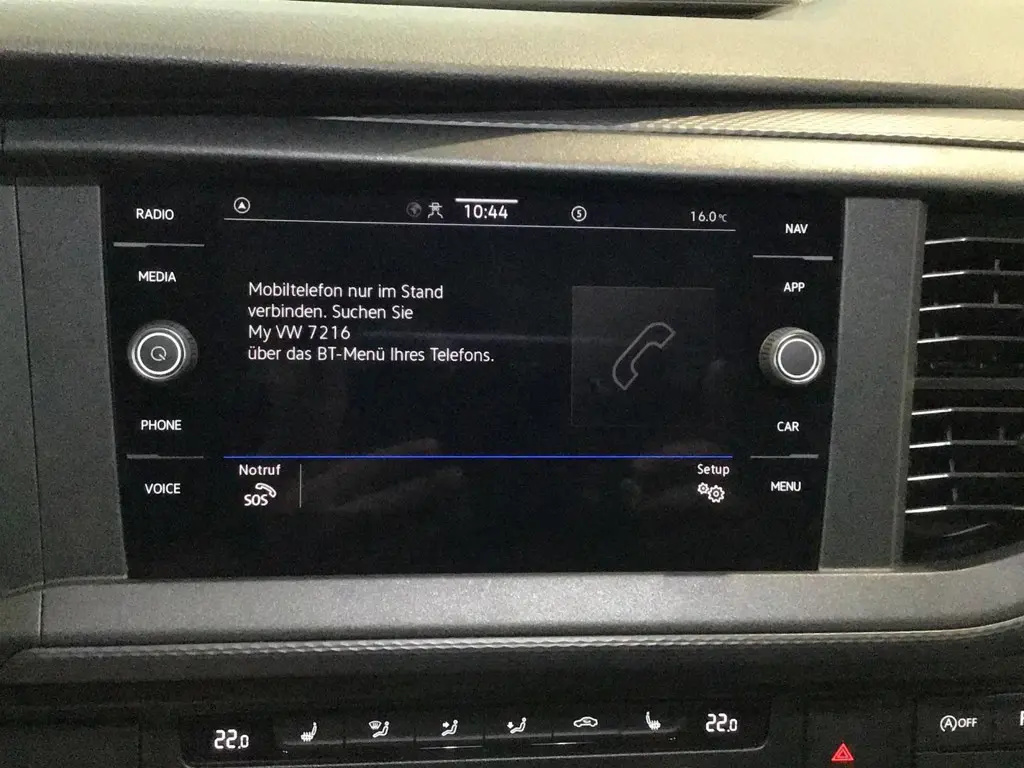 RADIO
MEDIA
PHONE
VOICE
10:44
5
16.0°C
Mobiltelefon nur im Stand
verbinden. Suchen Sie
My VW 7216
über das BT-Menü Ihres Telefons.
Notruf
SOS
Setup
NAV
APP
CAR
MENU
22.0
22.0
A OFF